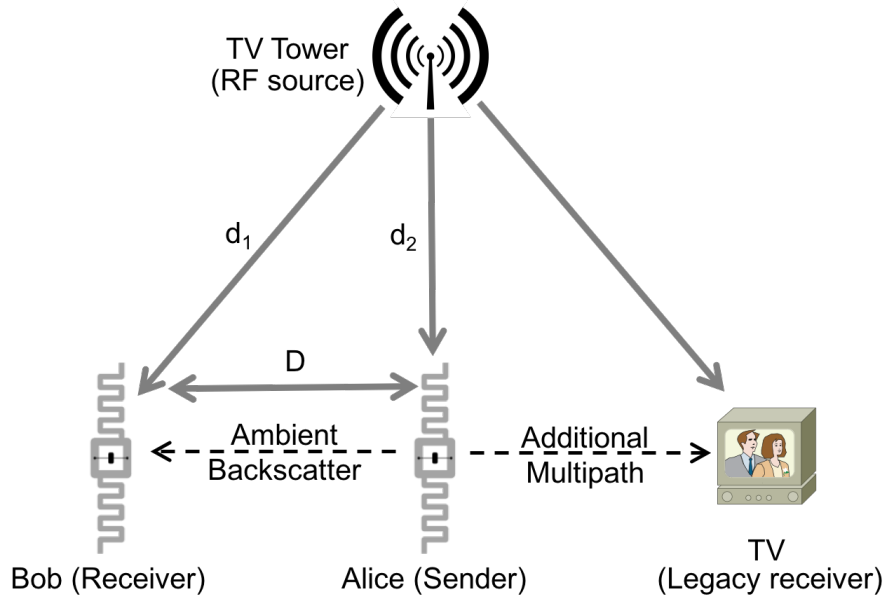 TV Tower
(RF source)
d₁
d₂
D
Ambient
Backscatter
Additional
Multipath
Bob (Receiver)
Alice (Sender)
TV
(Legacy receiver)